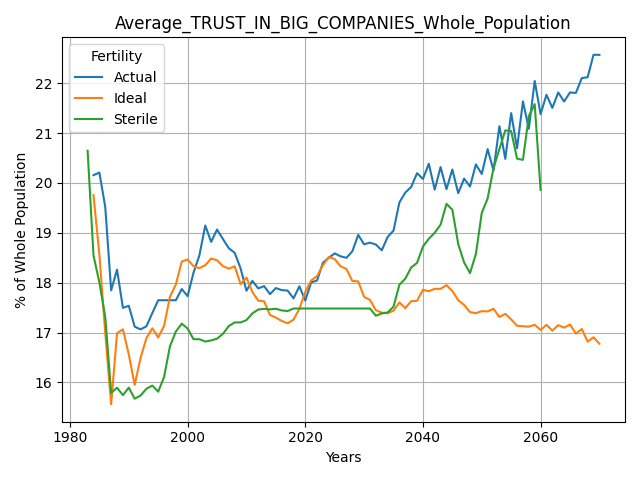 Average_TRUST_IN_BIG_COMPANIES_Whole_Population
Fertility
Actual
Ideal
Sterile
% of Whole Population
22
21
20
19
18
17
16
1980
2000
2020
2040
2060
Years